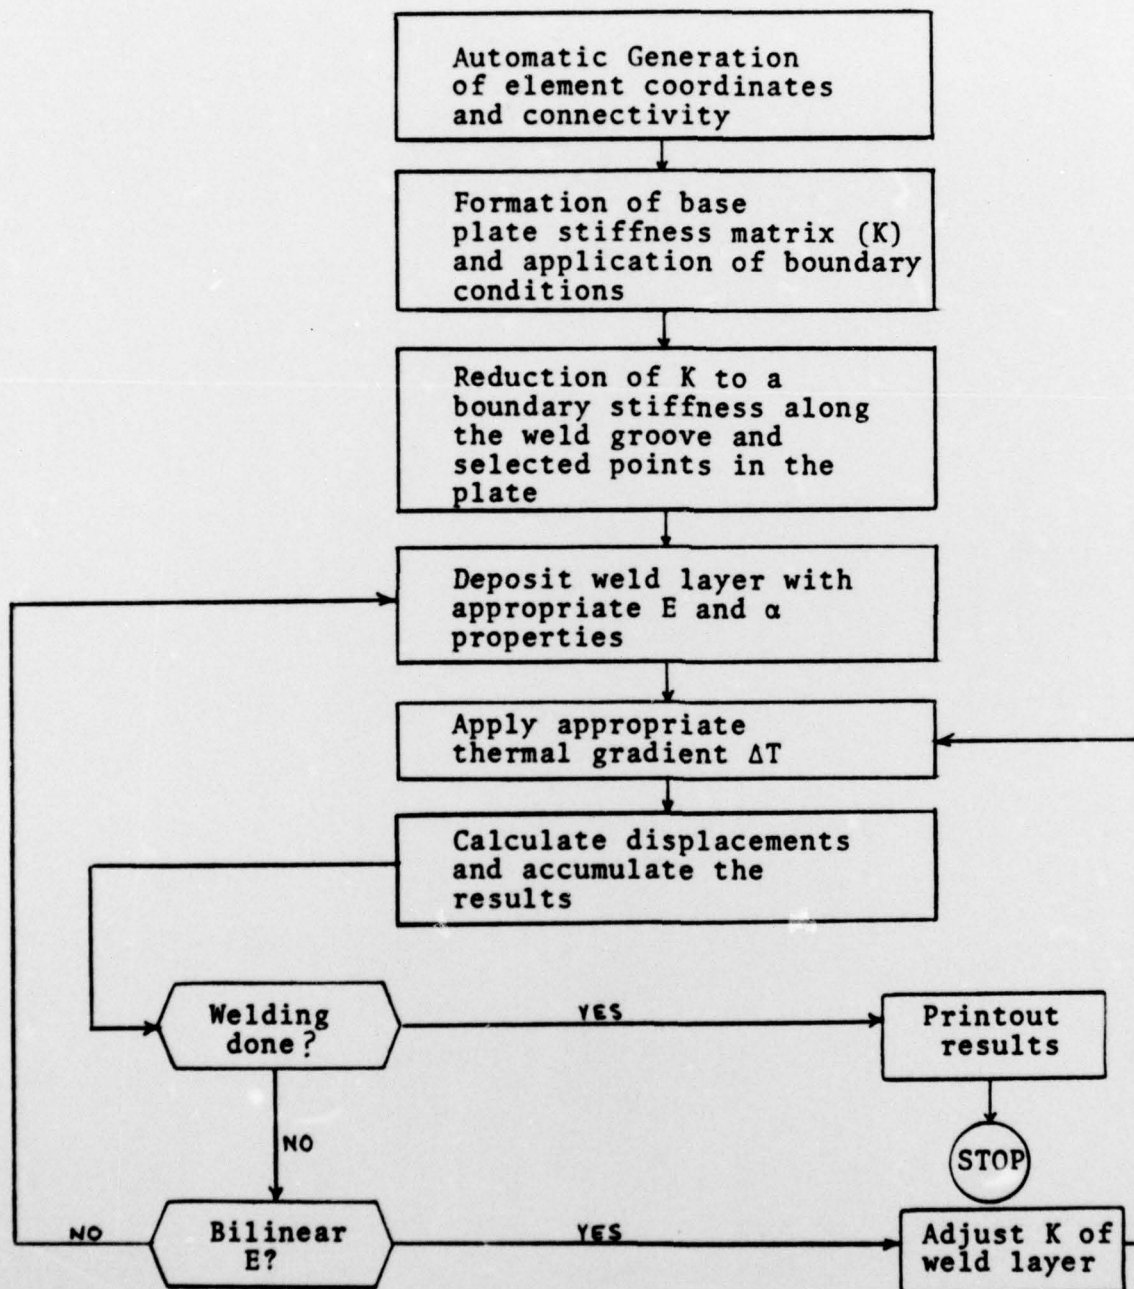 Automatic Generation
of element coordinates
and connectivity
Formation of base
plate stiffness matrix (K)
and application of boundary
conditions
Reduction of K to a
boundary stiffness along
the weld groove and
selected points in the
plate
Deposit weld layer with
appropriate E and α
properties
Apply appropriate
thermal gradient ΔT
Calculate displacements
and accumulate the
results
Welding
done?
YES
Printout
results
NO
STOP
NO
Bilinear
E?
YES
Adjust K of
weld layer